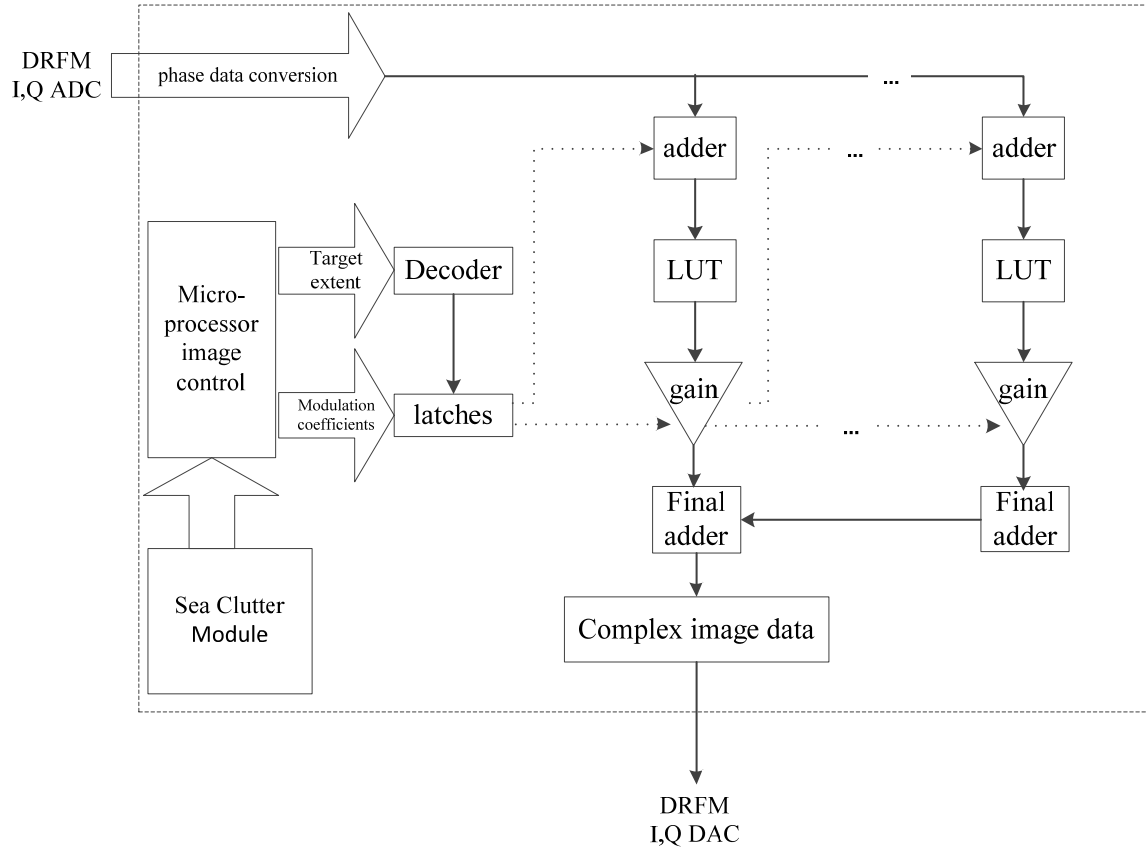 DRFM
I,Q ADC
phase data conversion
...
adder
...
adder
Target
extent
Decoder
LUT
LUT
Micro-
processor
image
control
gain
gain
Modulation
coefficients
latches
...
Final
adder
Final
adder
Sea Clutter
Module
Complex image data
DRFM
I,Q DAC